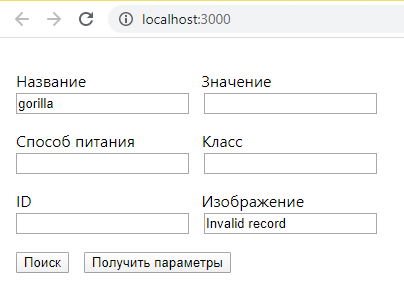 localhost:3000
Название Значение
gorilla
Способ питания Класс
ID Изображение
Invalid record
Поиск Получить параметры